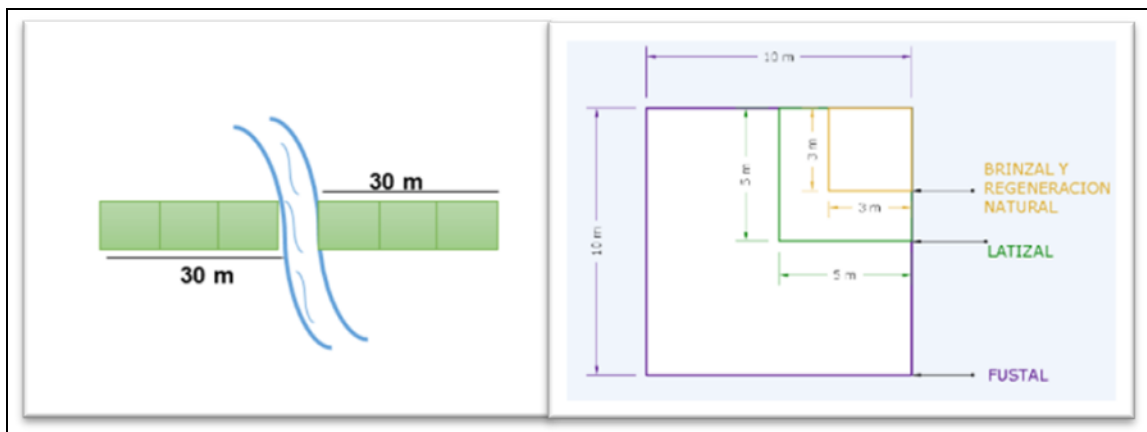 30 m
30 m
10 m
10 m
5 m
3 m
3 m
5 m
BRINZAL Y
REGENERACION
NATURAL
LATIZAL
FUSTAL